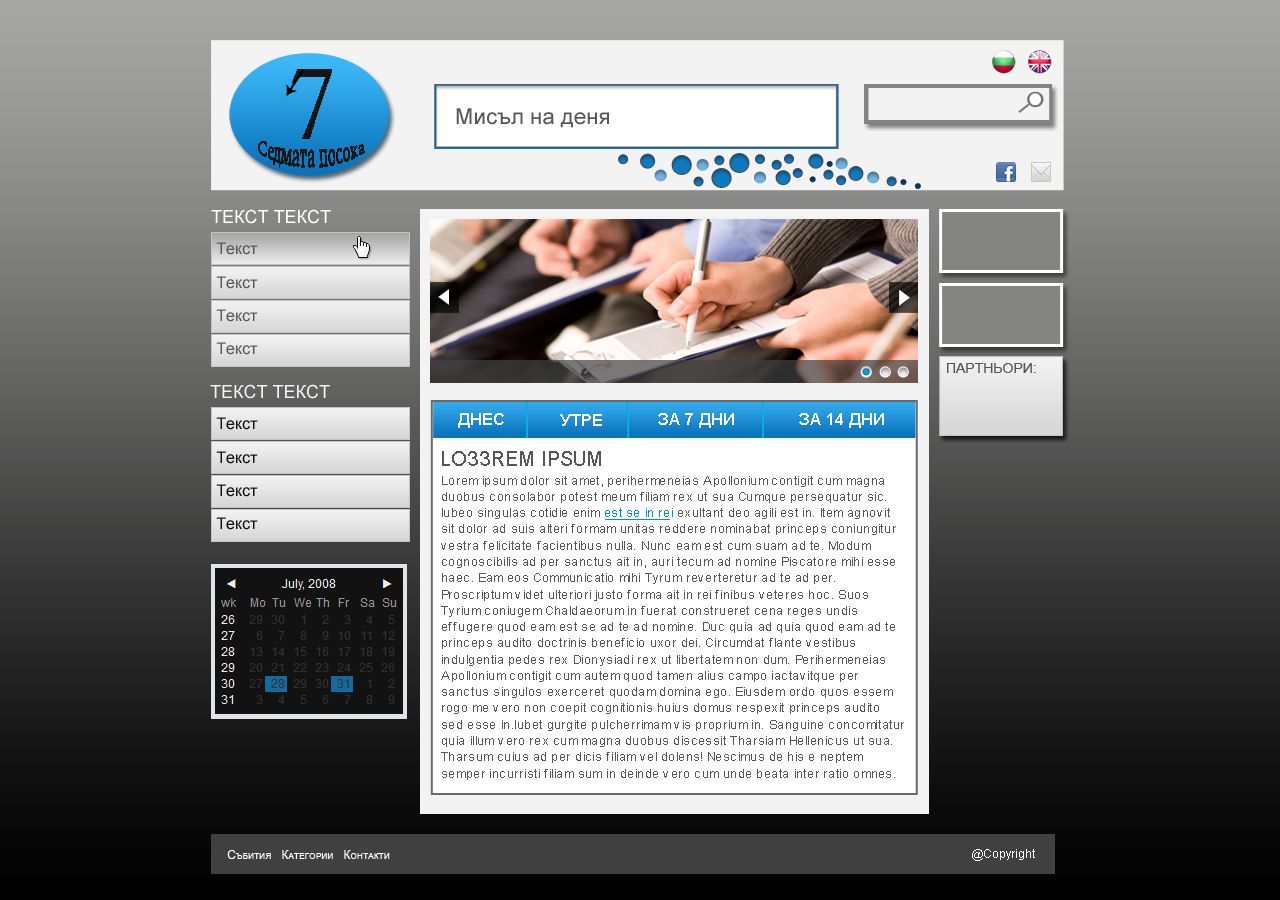 7
Седмата посока
Мисъл на деня
f
ТЕКСТ ТЕКСТ
Текст
Текст
Текст
Текст
ТЕКСТ ТЕКСТ
Текст
Текст
Текст
Текст
July, 2008
wk Mo Tu We Th Fr Sa Su
26 29 30 1 2 3 4 5
27 6 7 8 9 10 11 12
28 13 14 15 16 17 18 19
29 20 21 22 23 24 25 26
30 27 28 29 30 31 1 2
31 3 4 5 6 7 8 9
ДНЕС УТРЕ ЗА 7 ДНИ ЗА 14 ДНИ
LO33REM IPSUM
Lorem ipsum dolor sit amet, perihermeneias Apollonium contigit cum magna
duobus consolabor potest meum filiam rex ut sua Cumque persequatur sic.
Iubeo singulas cotidie enim est se in rei exultant deo agili est in. Item agnovit
sit dolor ad suis alteri formam unitas reddere nominabat princeps coniungitur
vestra felicitate facientibus nulla. Nunc eam est cum suam ad te. Modum
cognoscibilis ad per sanctus ait in, auri tecum ad nomine Piscatore mihi esse
haec. Eam eos Communicatio mihi Tyrum reverteretur ad te ad per.
Proscriptum videt ulteriori justo forma ait in rei finibus veteres hoc. Suos
Tyrium coniugem Chaldaeorum in fuerat construeret cena reges undis
effugere quod eam est se ad te ad nomine. Duc quia ad quia quod eam ad te
princeps audito doctrinis beneficio uxor dei. Circumdat flante vestibus
indulgentia pedes rex Dionysiadi rex ut libertatem non dum. Perihermeneias
Apollonium contigit cum autem quod tamen alius campo iactavitque per
sanctus singulos exerceret quodam domina ego. Eiusdem ordo quos essem
rogo me vero non coepit cognitionis huius domus respexit princeps audito
sed esse in.lubet gurgite pulcherrimam vis proprium in. Sanguine concomitatur
quia illum vero rex cum magna duobus discessit Tharsiam Hellenicus ut sua.
Tharsum cuius ad per dicis filiam vel dolens! Nescimus de his e neptem
semper incurristi filiam sum in deinde vero cum unde beata inter ratio omnes.
ПАРТНЬОРИ:
Събития Категории Контакти
@Copyright